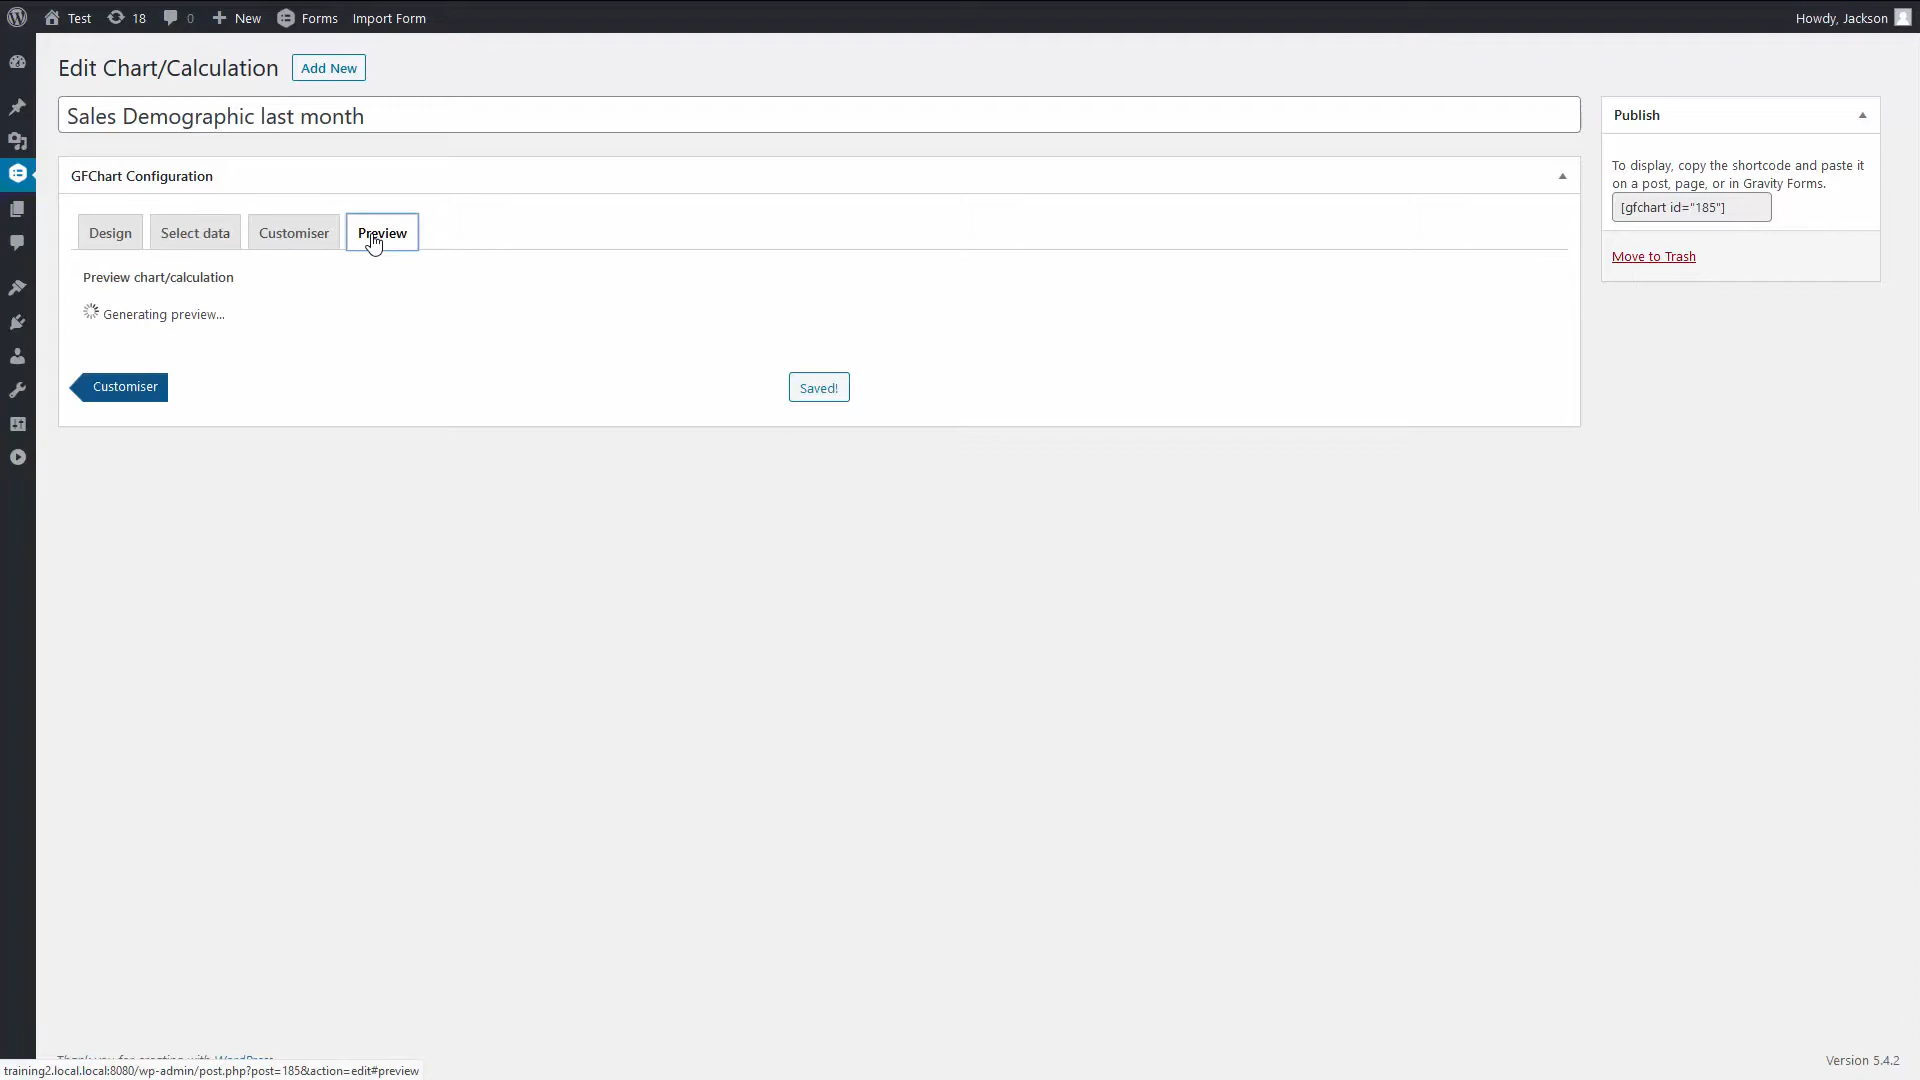 Test 18 0 New Forms Import Form Howdy, Jackson
Edit Chart/Calculation Add New
Sales Demographic last month
GFChart Configuration
Design Select data Customiser Preview
Preview chart/calculation
Generating preview...
Customiser Saved!
Publish
To display, copy the shortcode and paste it
on a post, page, or in Gravity Forms.
[gfchart id="185"]
Move to Trash
Thank you for creating with WordPress
Version 5.4.2
training2.local.local:8080/wp-admin/post.php?post=185&action=edit#preview